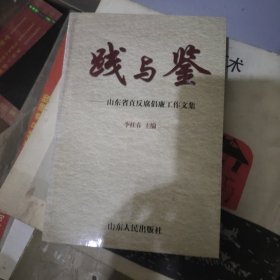 践与鉴
——山东省直反腐倡廉工作文集
李桂春 主编
山东人民出版社
术